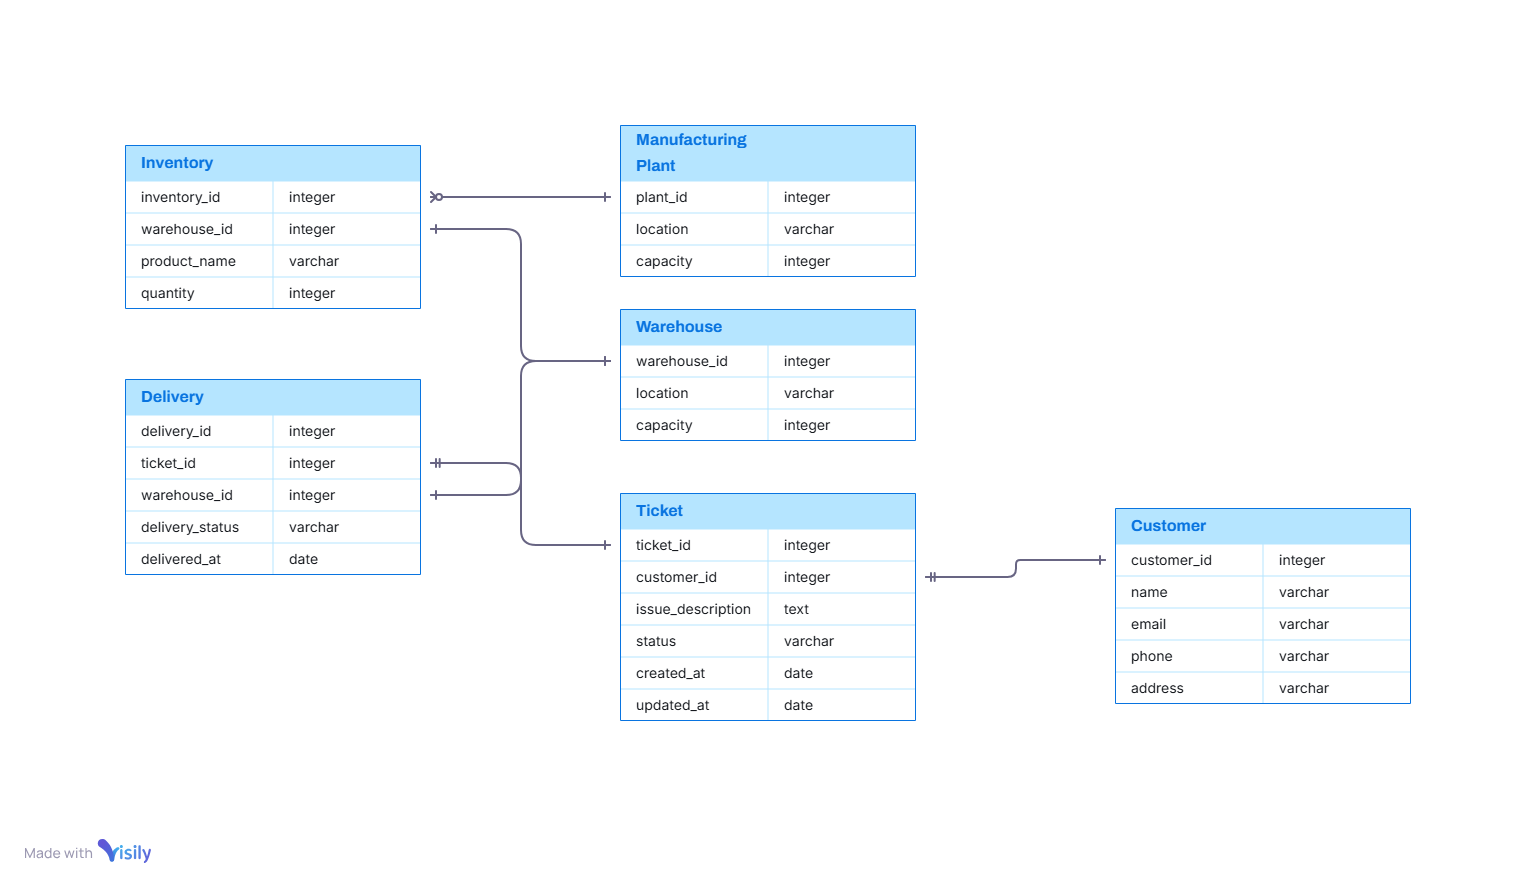 Inventory
inventory_id integer
warehouse_id integer
product_name varchar
quantity integer
Manufacturing
Plant
plant_id integer
location varchar
capacity integer
Warehouse
warehouse_id integer
location varchar
capacity integer
Delivery
delivery_id integer
ticket_id integer
warehouse_id integer
delivery_status varchar
delivered_at date
Ticket
ticket_id integer
customer_id integer
issue_description text
status varchar
created_at date
updated_at date
Customer
customer_id integer
name varchar
email varchar
phone varchar
address varchar
Made with Visily